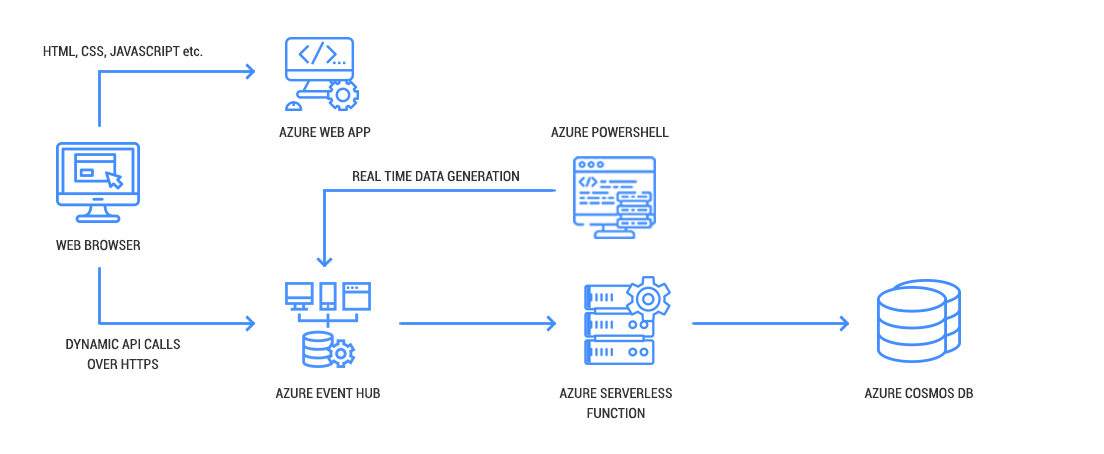 HTML, CSS, JAVASCRIPT etc.
</>...
AZURE WEB APP
AZURE POWERSHELL
</>
REAL TIME DATA GENERATION
WEB BROWSER
DYNAMIC API CALLS
OVER HTTPS
AZURE EVENT HUB
AZURE SERVERLESS
FUNCTION
AZURE COSMOS DB